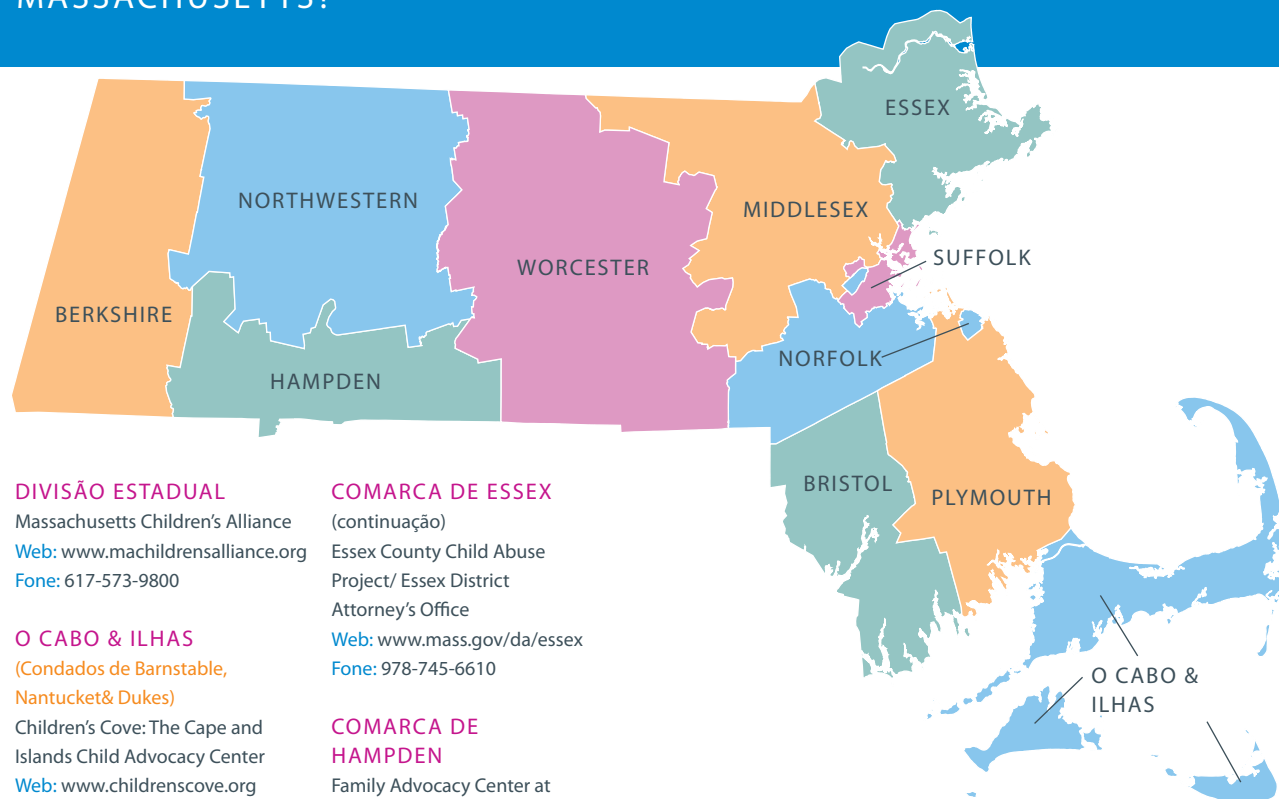 MASSACHUSETTS?
ESSEX
NORTHWESTERN
MIDDLESEX
SUFFOLK
WORCESTER
BERKSHIRE
NORFOLK
HAMPDEN
BRISTOL
PLYMOUTH
O CABO &
ILHAS
DIVISÃO ESTADUAL
Massachusetts Children's Alliance
Web: www.machildrensalliance.org
Fone: 617-573-9800
O CABO & ILHAS
(Condados de Barnstable,
Nantucket& Dukes)
Children's Cove: The Cape and
Islands Child Advocacy Center
Web: www.childrenscove.org
COMARCA DE ESSEX
(continuação)
Essex County Child Abuse
Project/ Essex District
Attorney's Office
Web: www.mass.gov/da/essex
Fone: 978-745-6610
COMARCA DE
HAMPDEN
Family Advocacy Center at